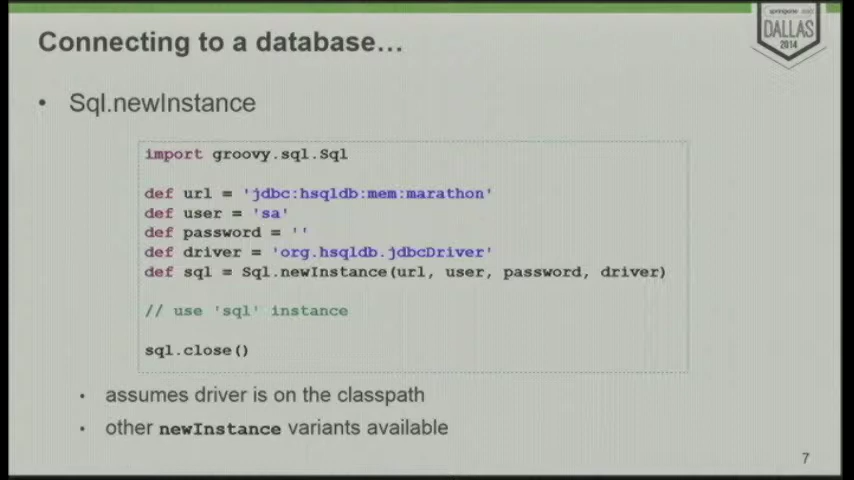 Connecting to a database…
DALLAS
2014
• Sql.newInstance
import groovy.sql.Sql
def url = 'jdbc:hsqldb:mem:marathon'
def user = 'sa'
def password = ''
def driver = 'org.hsqldb.jdbcDriver'
def sql = Sql.newInstance(url, user, password, driver)
// use 'sql' instance
sql.close()
• assumes driver is on the classpath
• other newInstance variants available
7